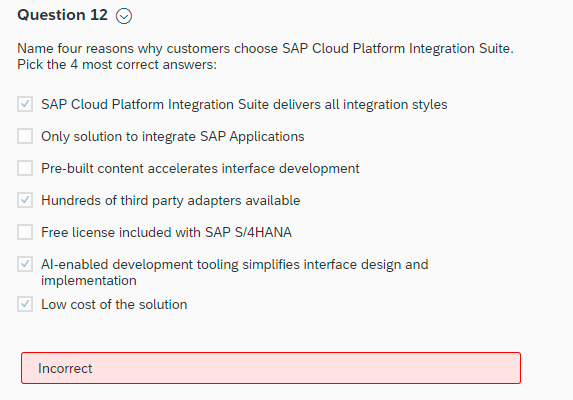 Question 12
Name four reasons why customers choose SAP Cloud Platform Integration Suite.
Pick the 4 most correct answers:
SAP Cloud Platform Integration Suite delivers all integration styles
Only solution to integrate SAP Applications
Pre-built content accelerates interface development
Hundreds of third party adapters available
Free license included with SAP S/4HANA
AI-enabled development tooling simplifies interface design and
implementation
Low cost of the solution
Incorrect